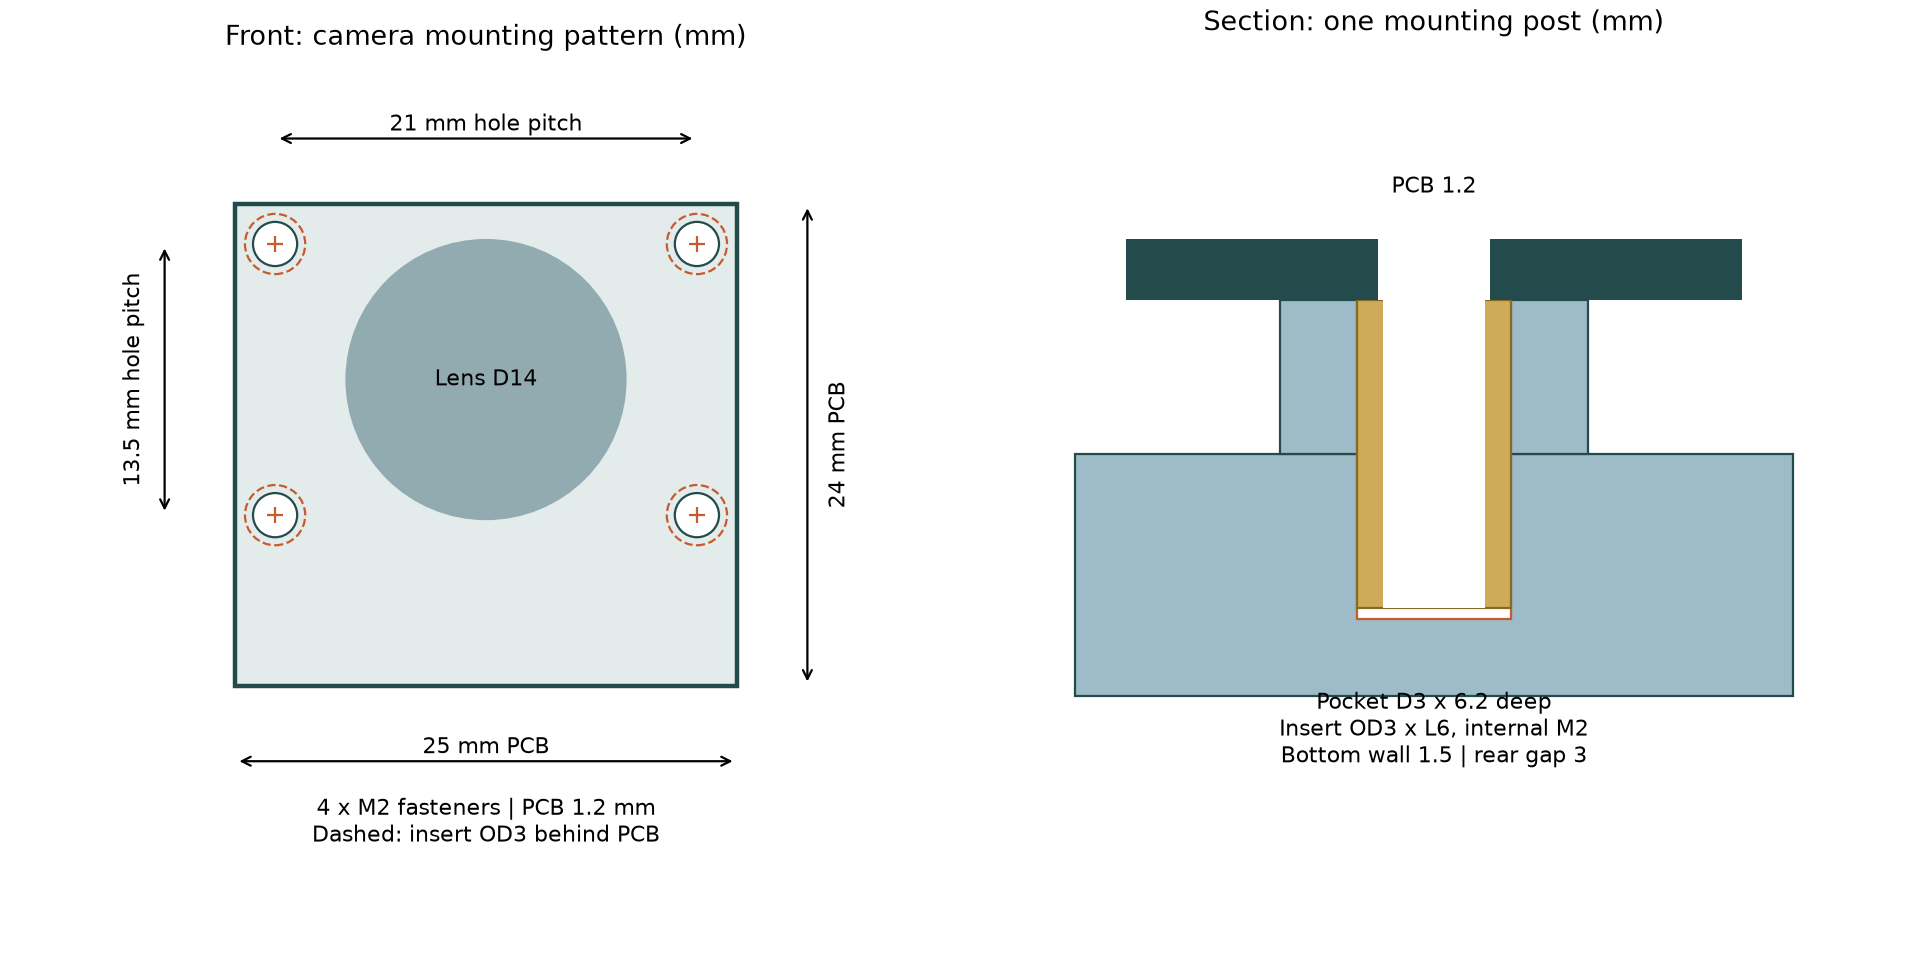 Front: camera mounting pattern (mm)
21 mm hole pitch
13.5 mm hole pitch
Lens D14
24 mm PCB
25 mm PCB
4 x M2 fasteners | PCB 1.2 mm
Dashed: insert OD3 behind PCB
Section: one mounting post (mm)
PCB 1.2
Pocket D3 x 6.2 deep
Insert OD3 x L6, internal M2
Bottom wall 1.5 | rear gap 3